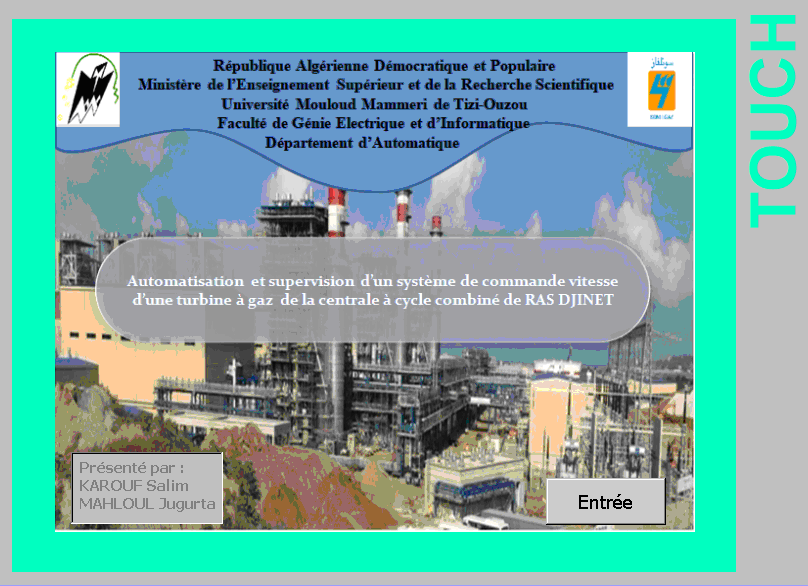 République Algérienne Démocratique et Populaire
Ministère de l'Enseignement Supérieur et de la Recherche Scientifique
Université Mouloud Mammeri de Tizi-Ouzou
Faculté de Génie Electrique et d'Informatique
Département d'Automatique
سونلغاز
TOUCH
Automatisation et supervision d'un système de commande vitesse
d'une turbine à gaz de la centrale à cycle combiné de RAS DJINET
Présenté par :
KAROUF Salim
MAHLOUL Jugurta
Entrée